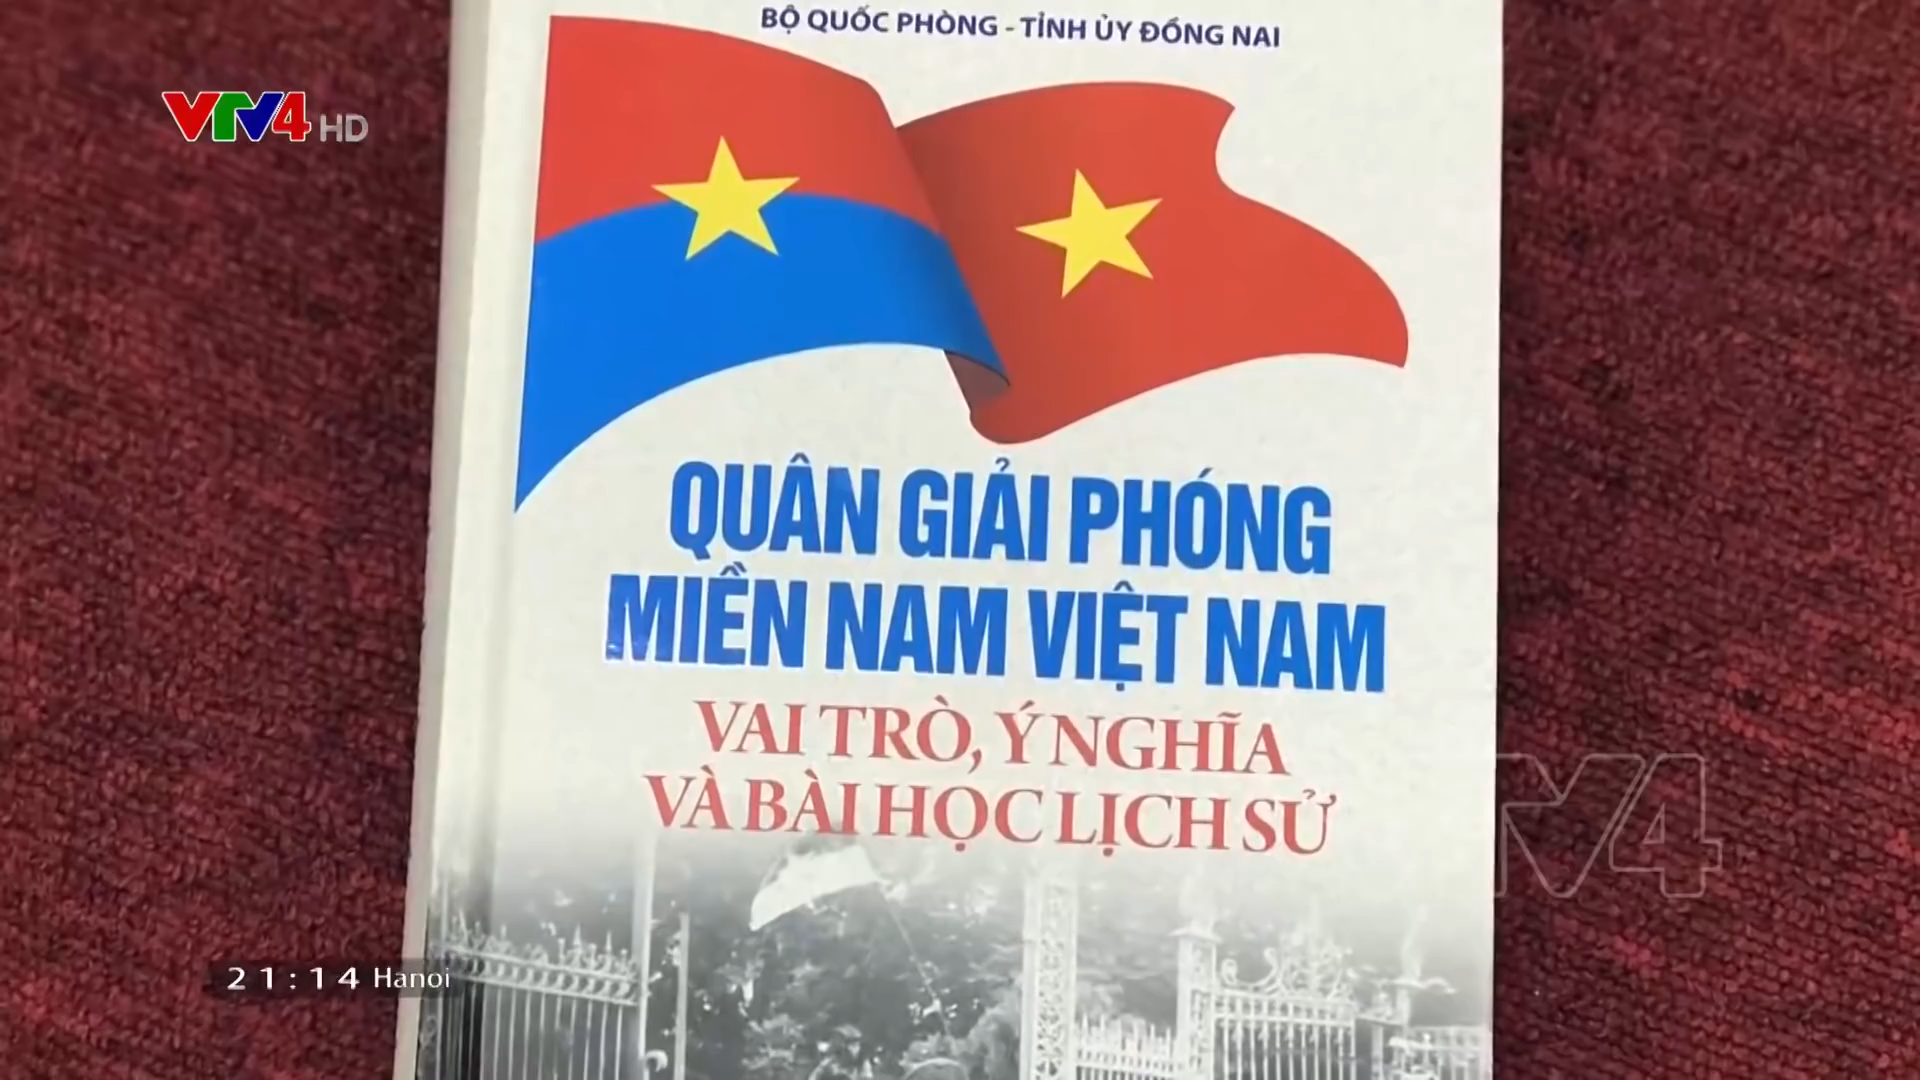 BỘ QUỐC PHÒNG - TỈNH ỦY ĐỒNG NAI
VTV4 HD
QUÂN GIẢI PHÓNG
MIỀN NAM VIỆT NAM
VAI TRÒ, Ý NGHĨA
VÀ BÀI HỌC LỊCH SỬ
VTV4
21:14 Hanoi